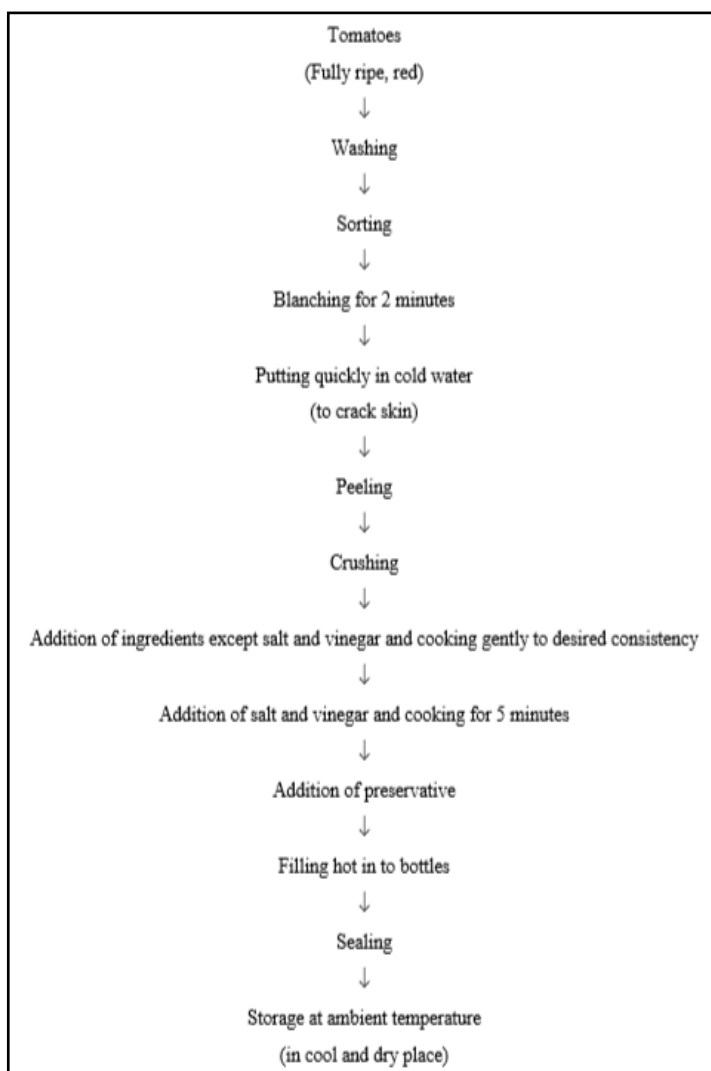 Tomatoes
(Fully ripe, red)
↓
Washing
↓
Sorting
↓
Blanching for 2 minutes
↓
Putting quickly in cold water
(to crack skin)
↓
Peeling
↓
Crushing
↓
Addition of ingredients except salt and vinegar and cooking gently to desired consistency
↓
Addition of salt and vinegar and cooking for 5 minutes
↓
Addition of preservative
↓
Filling hot in to bottles
↓
Sealing
↓
Storage at ambient temperature
(in cool and dry place)